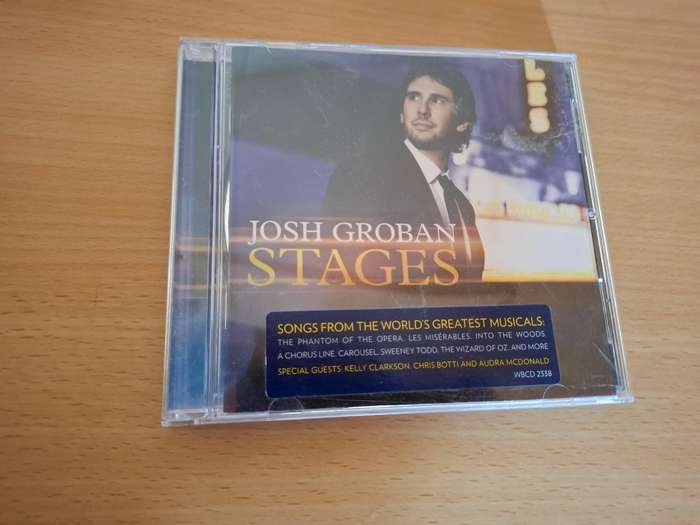 LES
JOSH GROBAN
STAGES
SONGS FROM THE WORLD'S GREATEST MUSICALS:
THE PHANTOM OF THE OPERA, LES MISÉRABLES, INTO THE WOODS,
A CHORUS LINE, CAROUSEL, SWEENEY TODD, THE WIZARD OF OZ, AND MORE
SPECIAL GUESTS: KELLY CLARKSON, CHRIS BOTTI AND AUDRA MCDONALD
WBCD 2338